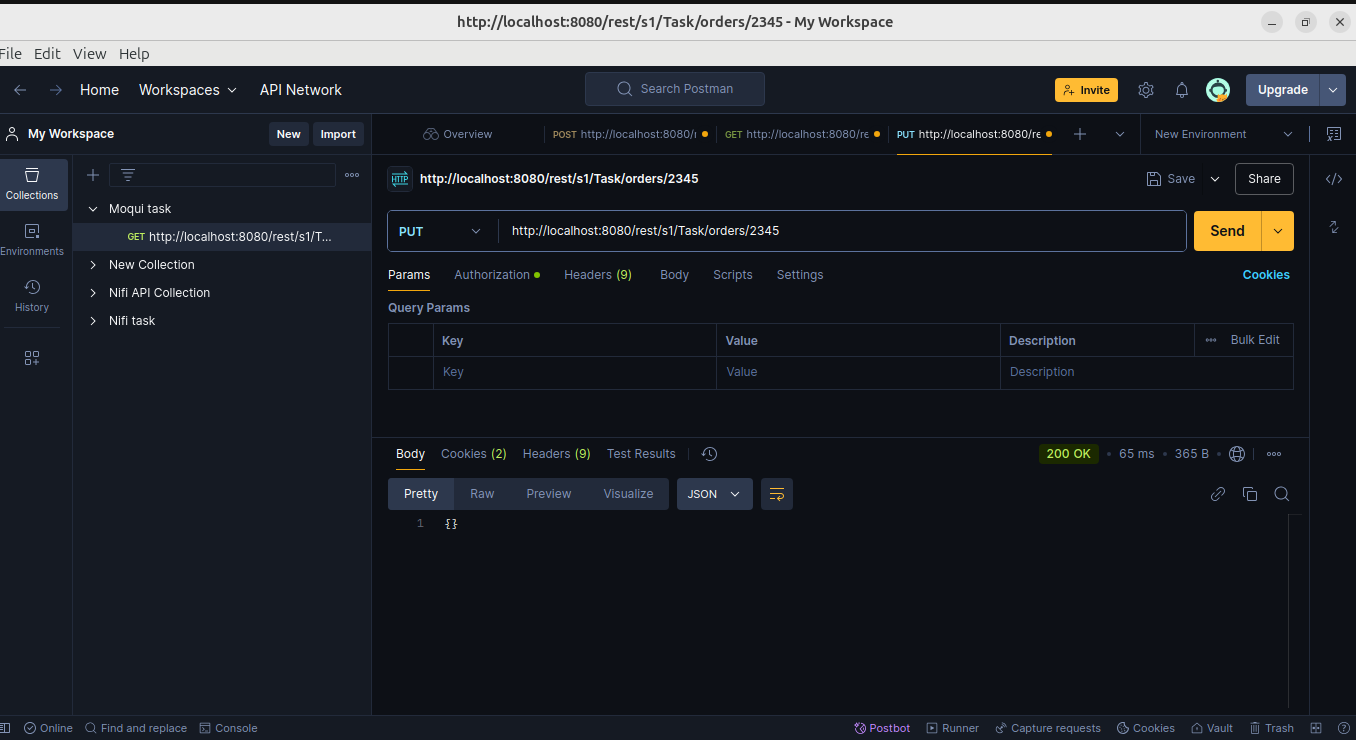 http://localhost:8080/rest/s1/Task/orders/2345 - My Workspace
File Edit View Help
Home Workspaces API Network Search Postman Invite Upgrade
My Workspace New Import
Overview POST http://localhost:8080/r GET http://localhost:8080/re PUT http://localhost:8080/re New Environment
Collections
Environments
History
Moqui task
GET http://localhost:8080/rest/s1/T...
New Collection
Nifi API Collection
Nifi task
HTTP http://localhost:8080/rest/s1/Task/orders/2345 Save Share
PUT http://localhost:8080/rest/s1/Task/orders/2345 Send
Params Authorization Headers (9) Body Scripts Settings Cookies
Query Params
Key Value Description Bulk Edit
Key Value Description
Body Cookies (2) Headers (9) Test Results 200 OK • 65 ms • 365 B •
Pretty Raw Preview Visualize JSON
1 {}
Online Find and replace Console Postbot Runner Capture requests Cookies Vault Trash